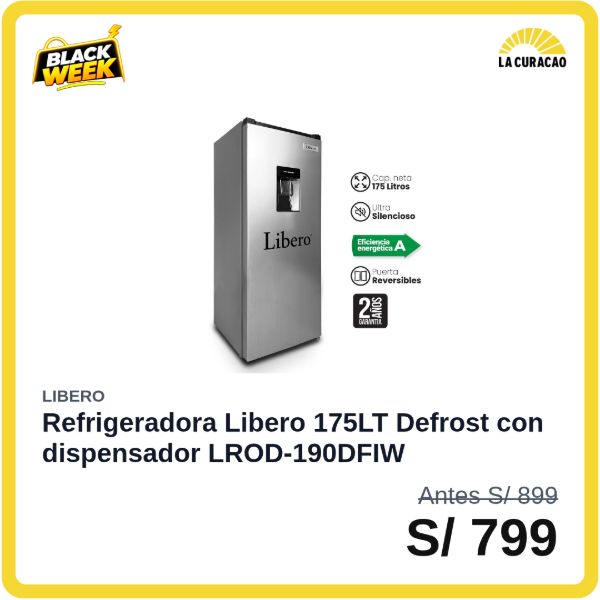 BLACK
WEEK
LA CURACAO
Cap. neta
175 Litros
Ultra
Silencioso
Libero
Eficiencia
energética A
Puerta
Reversibles
2 AÑOS
GARANTIA
LIBERO
Refrigeradora Libero 175LT Defrost con
dispensador LROD-190DFIW
Antes S/ 899
S/ 799